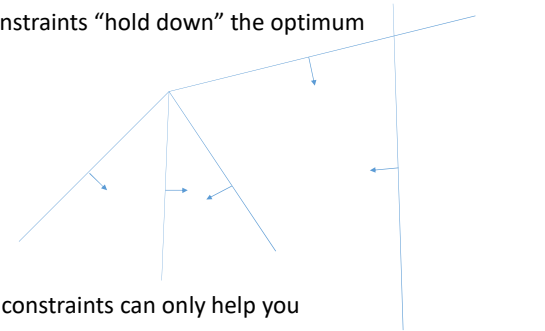 nstraints “hold down” the optimum
constraints can only help you